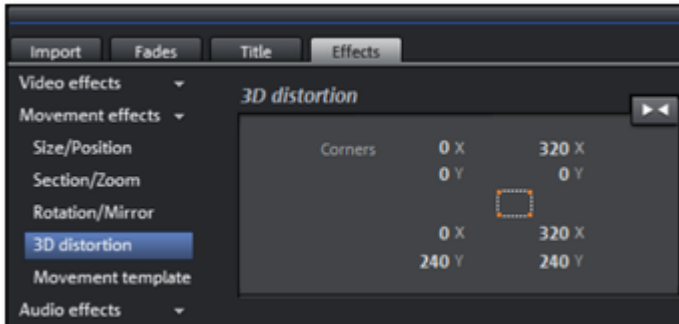 Import Fades Title Effects
Video effects
Movement effects
Size/Position
Section/Zoom
Rotation/Mirror
3D distortion
Movement template
Audio effects
3D distortion
Corners 0 X 320 X
0 Y 0 Y
0 X 320 X
240 Y 240 Y